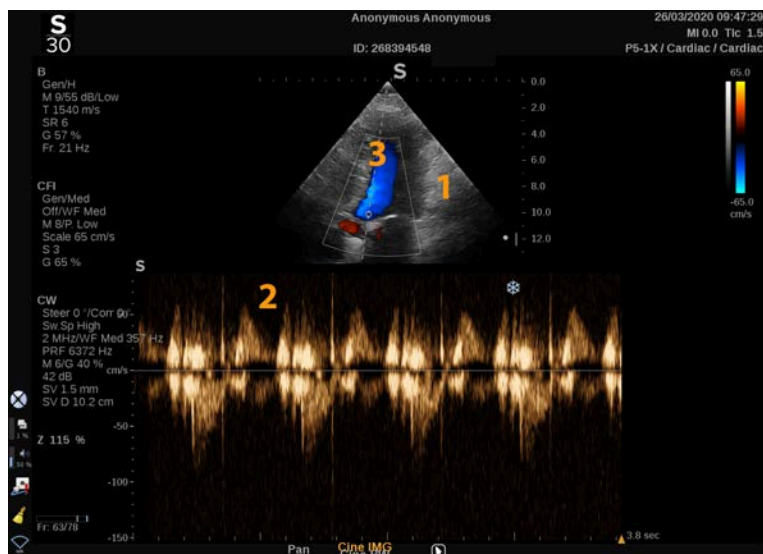 S
30
Anonymous Anonymous
ID: 268394548
26/03/2020 09:47:29
MI 0.0 TIc 1.5
P5-1X / Cardiac / Cardiac
B
Gen/H
M 9/55 dB/Low
T 1540 m/s
SR 6
G 57 %
Fr. 21 Hz
CFI
Gen/Med
Off/WF Med
M 8/P. Low
Scale 65 cm/s
S 3
G 65 %
S
0.0
2.0
4.0
6.0
8.0
10.0
12.0
3
1
65.0
-65.0
cm/s
S
CW
Steer 0 °/Corr 0°
Sw.Sp High
2 MHz/WF Med 357 Hz
PRF 6372 Hz
M 6/G 40 %
42 dB
SV 1.5 mm
SV D 10.2 cm
Z 115 %
2
cm/s
-50
-100
-150
1 %
50 %
Fr: 63/78
3.8 sec
Pan
Cine IMG